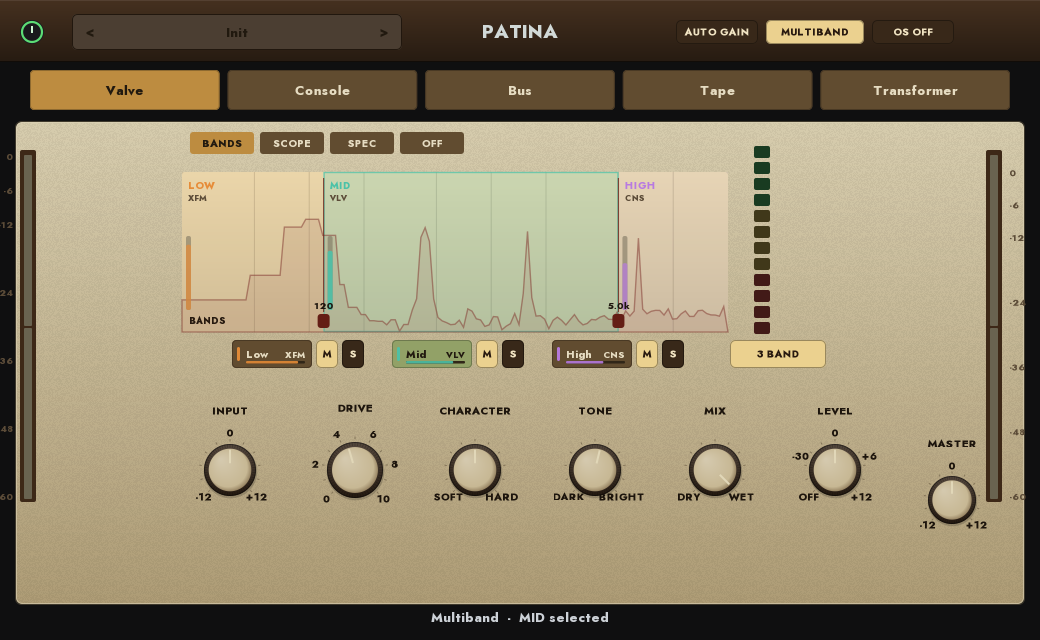 < Init >
PATINA
AUTO GAIN MULTIBAND OS OFF
Valve Console Bus Tape Transformer
BANDS SCOPE SPEC OFF
LOW MID HIGH
XFM VLV CNS
120 5.0k
BANDS
Low XFM M S Mid VLV M S High CNS M S 3 BAND
0 -6 -12 -24 -36 -48 -60
0 -6 -12 -24 -36 -48 -60
INPUT DRIVE CHARACTER TONE MIX LEVEL MASTER
0
-12 +12
4 6
2 8
0 10
SOFT HARD
DARK BRIGHT
DRY WET
0
-30 +6
OFF +12
0
-12 +12
Multiband - MID selected